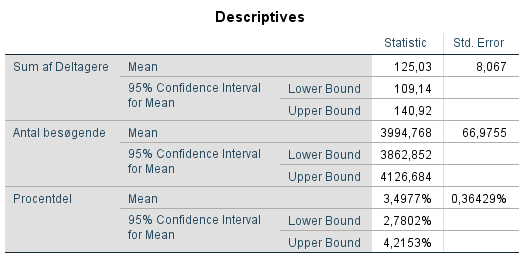 Descriptives
Statistic Std. Error
Sum af Deltagere Mean 125,03 8,067
95% Confidence Interval for Mean Lower Bound 109,14
Upper Bound 140,92
Antal besøgende Mean 3994,768 66,9755
95% Confidence Interval for Mean Lower Bound 3862,852
Upper Bound 4126,684
Procentdel Mean 3,4977% 0,36429%
95% Confidence Interval for Mean Lower Bound 2,7802%
Upper Bound 4,2153%